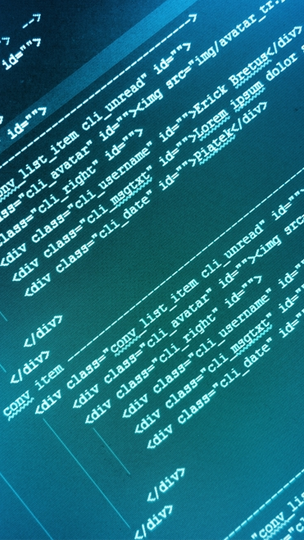 -->
id="">
-->
id="">
conv_list_item cli_unread" id="">
class="cli_avatar" id=""><img src="img/avatar_tr.
class="cli_right" id="">
<div class="cli_username" id="">Erick Bretus</div>
<div class="cli_msgtxt" id="">Lorem ipsum dolor
<div class="cli_date" id="">Piatek</div>
</div>
</div>
conv item
<div class="conv_list_item cli_unread" id=""
<div class="cli_avatar" id=""><img src
<div class="cli_right" id="">
<div class="cli_username" id=""
<div class="cli_msgtxt" id=
<div class="cli_date" id=
</div>
</div>